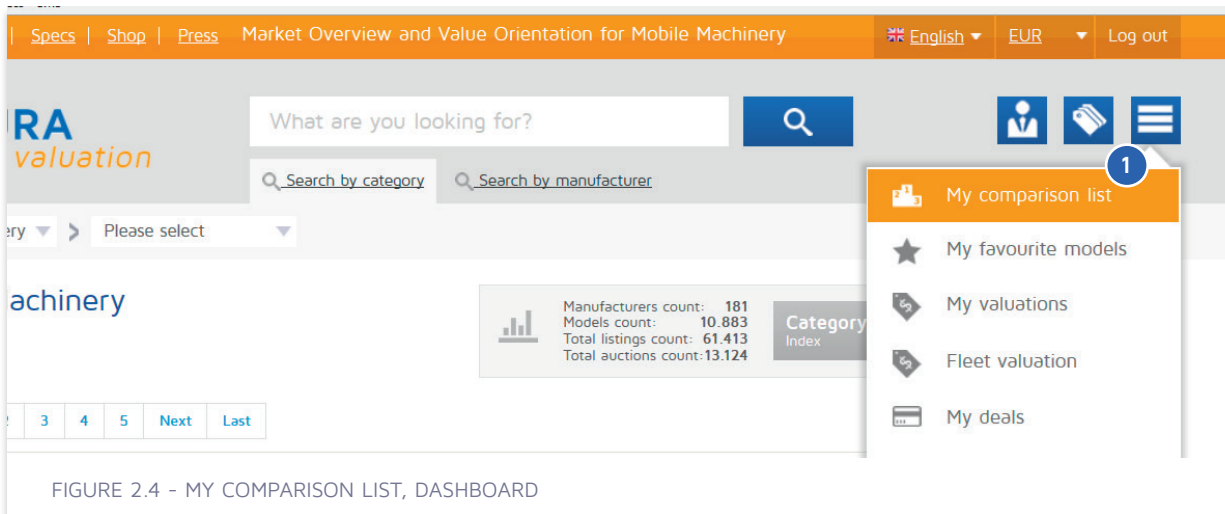 | Specs | Shop | Press Market Overview and Value Orientation for Mobile Machinery English EUR Log out
RA
valuation
What are you looking for?
Search by category Search by manufacturer
1
My comparison list
ery > Please select
My favourite models
achinery
Manufacturers count: 181
Models count: 10.883
Total listings count: 61.413
Total auctions count: 13.124
Category
Index
My valuations
Fleet valuation
3 4 5 Next Last
My deals
FIGURE 2.4 - MY COMPARISON LIST, DASHBOARD